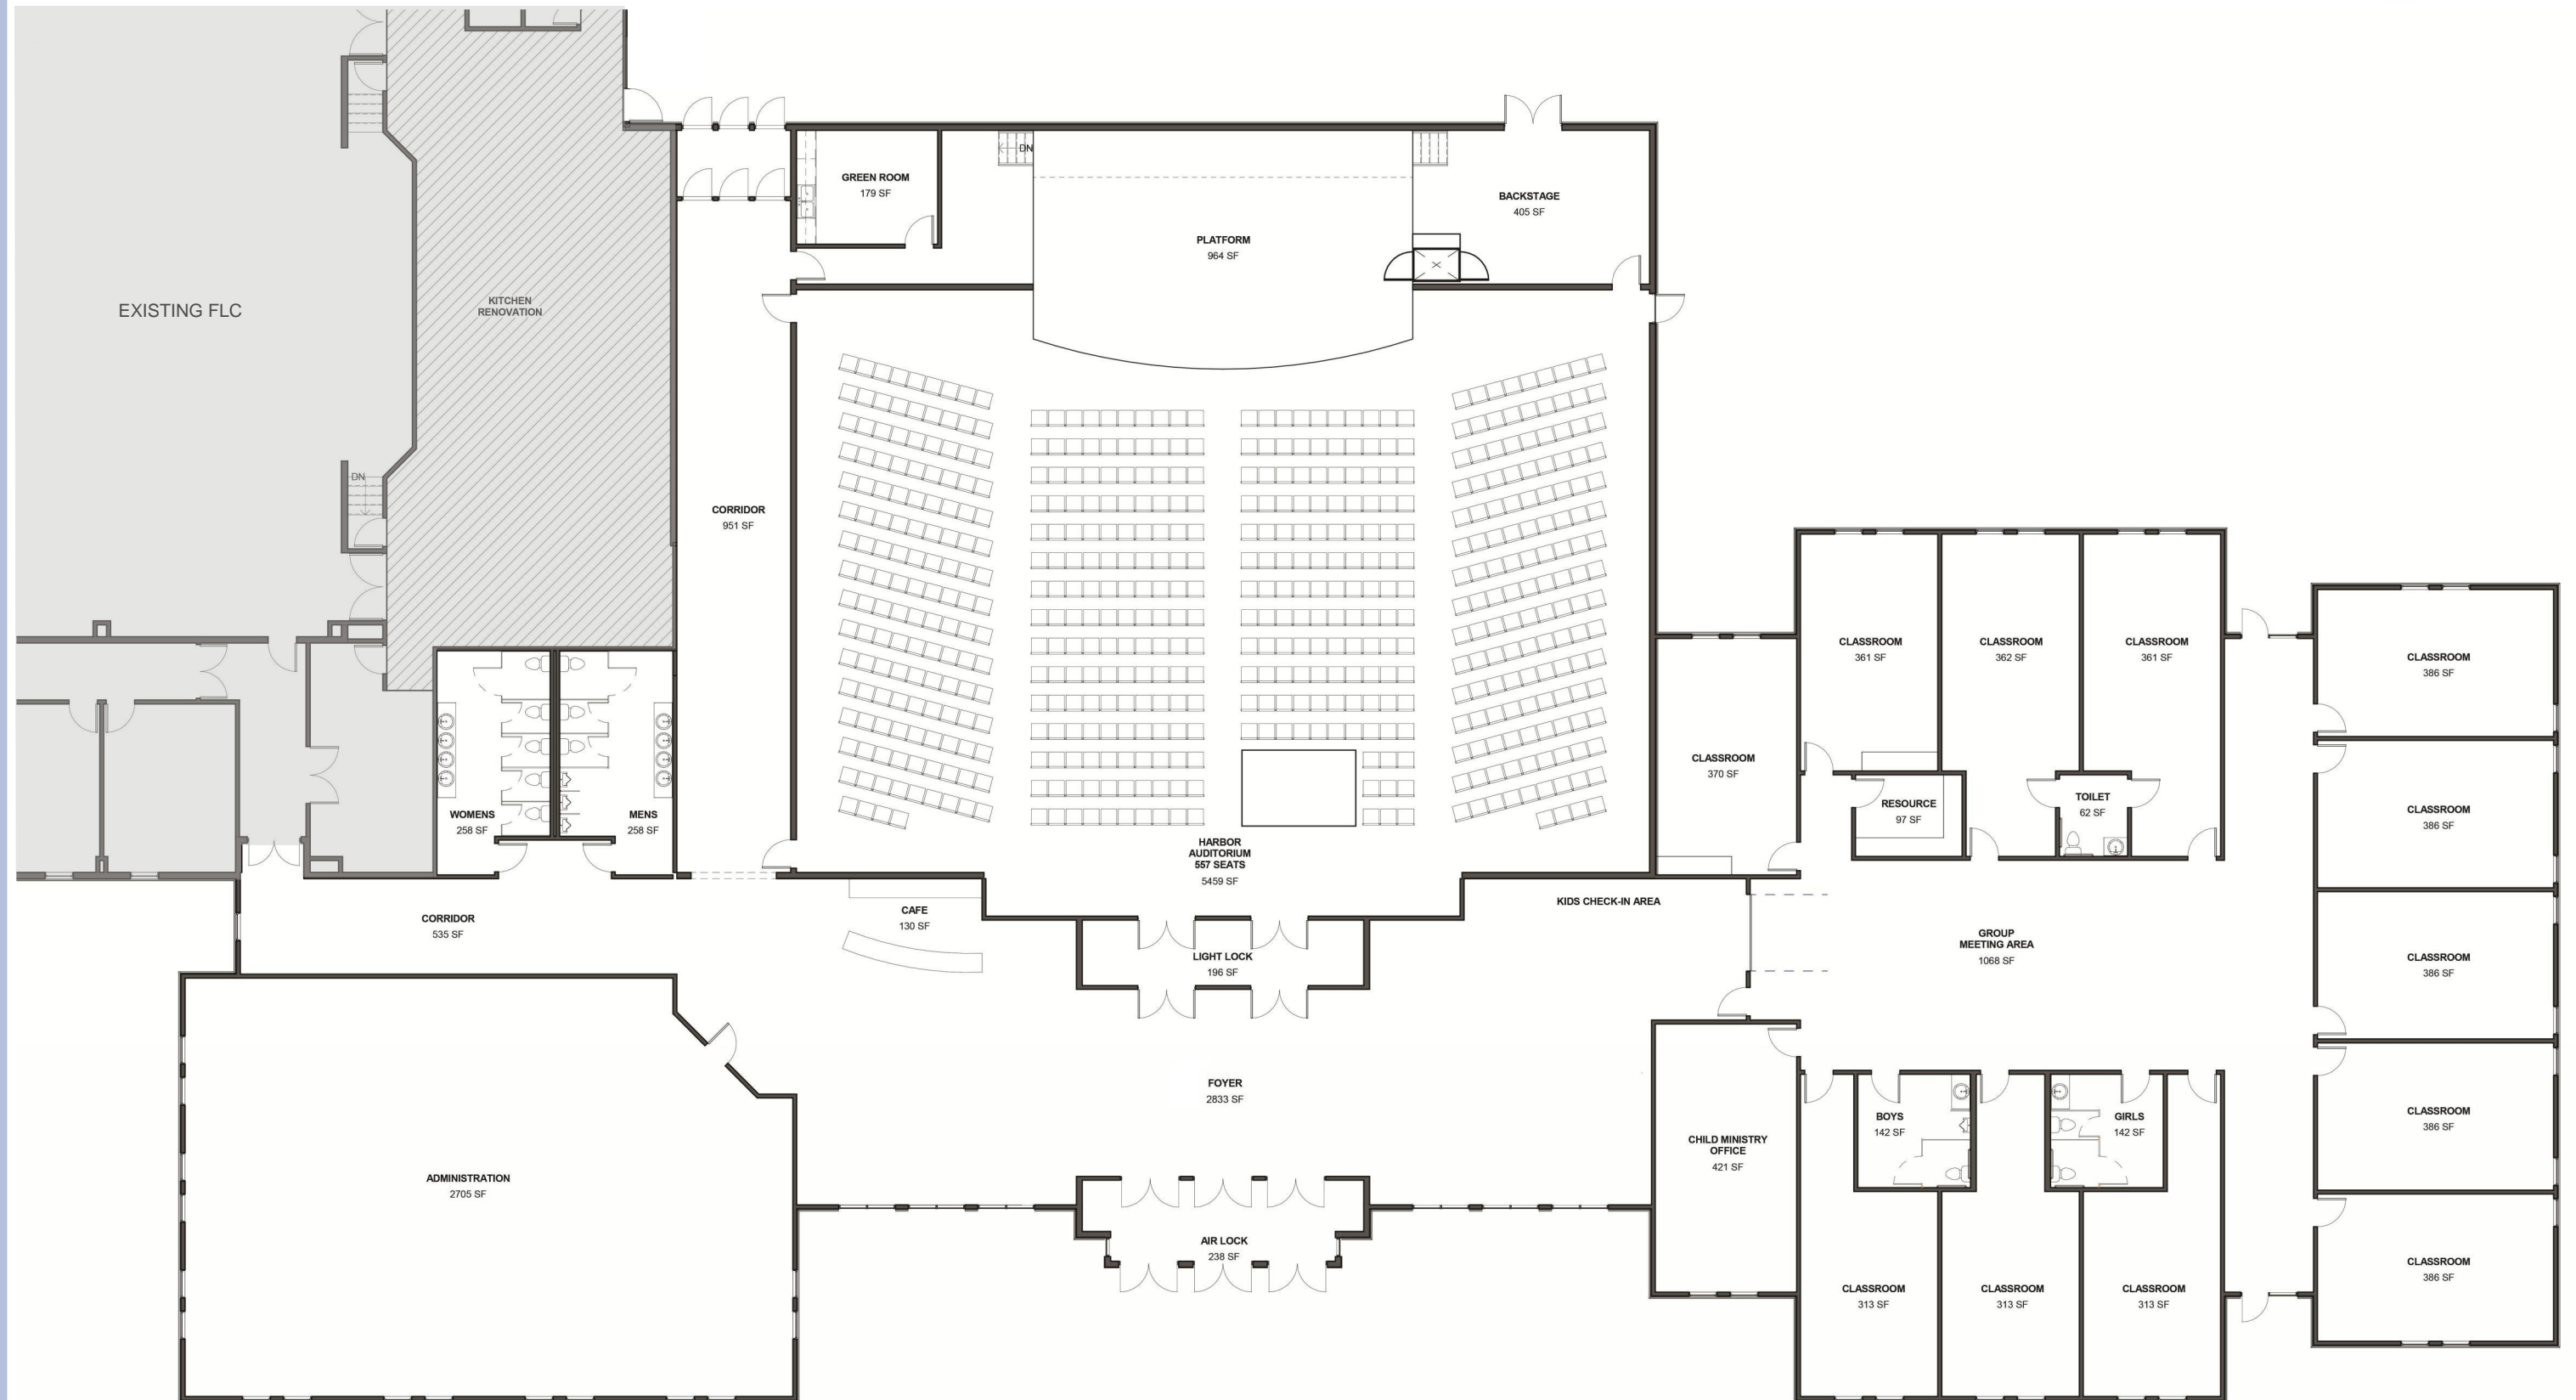 DN
GREEN ROOM
179 SF
BACKSTAGE
405 SF
PLATFORM
964 SF
EXISTING FLC
KITCHEN
RENOVATION
DN
CORRIDOR
951 SF
CLASSROOM
361 SF
CLASSROOM
362 SF
CLASSROOM
361 SF
CLASSROOM
386 SF
CLASSROOM
370 SF
RESOURCE
97 SF
TOILET
62 SF
CLASSROOM
386 SF
WOMENS
258 SF
MENS
258 SF
HARBOR
AUDITORIUM
557 SEATS
5459 SF
CORRIDOR
535 SF
CAFE
130 SF
KIDS CHECK-IN AREA
LIGHT LOCK
196 SF
GROUP
MEETING AREA
1068 SF
CLASSROOM
386 SF
FOYER
2833 SF
BOYS
142 SF
GIRLS
142 SF
CLASSROOM
386 SF
CHILD MINISTRY
OFFICE
421 SF
ADMINISTRATION
2705 SF
AIR LOCK
238 SF
CLASSROOM
313 SF
CLASSROOM
313 SF
CLASSROOM
313 SF
CLASSROOM
386 SF